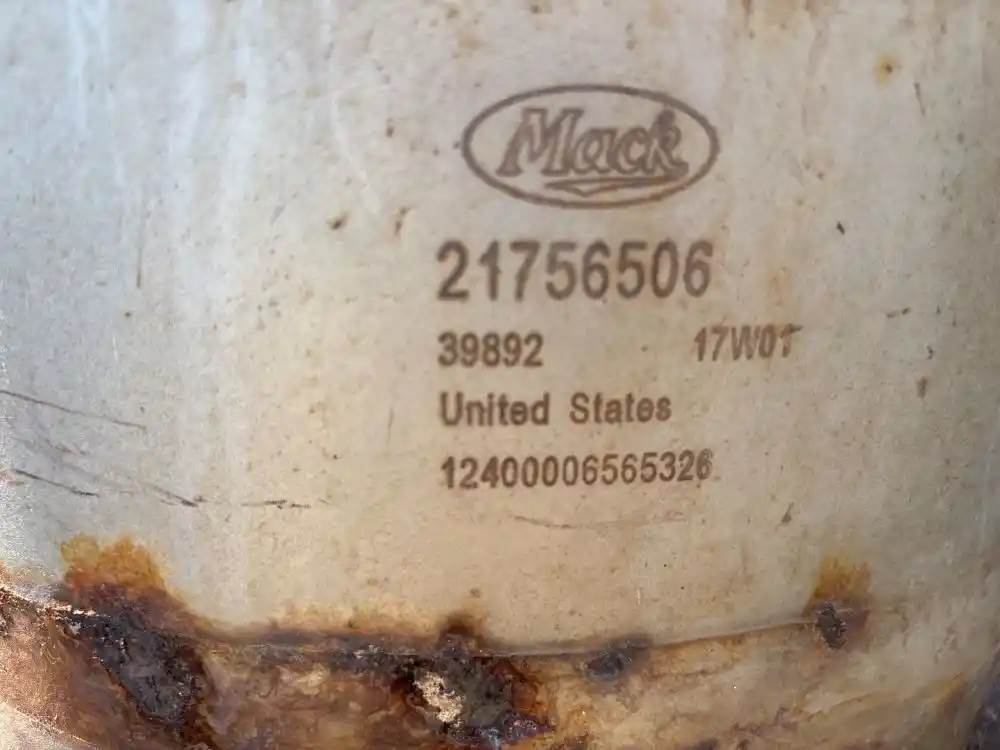 Mack
21756506
39892 17W01
United States
12400006565326